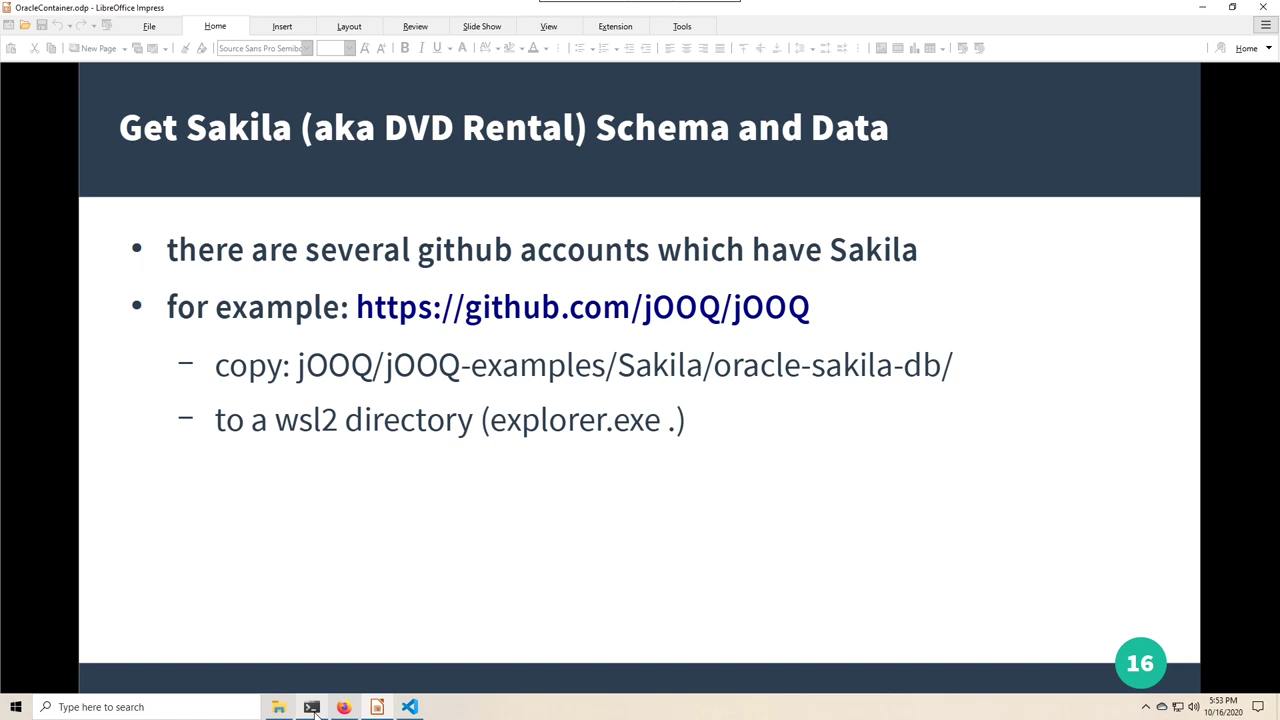 OracleContainer.odp - LibreOffice Impress
File Home Insert Layout Review Slide Show View Extension Tools
New Page Source Sans Pro Semibo B I U A A Home
Get Sakila (aka DVD Rental) Schema and Data
• there are several github accounts which have Sakila
• for example: https://github.com/jOOQ/jOOQ
– copy: jOOQ/jOOQ-examples/Sakila/oracle-sakila-db/
– to a wsl2 directory (explorer.exe .)
16
Type here to search
5:53 PM
10/16/2020